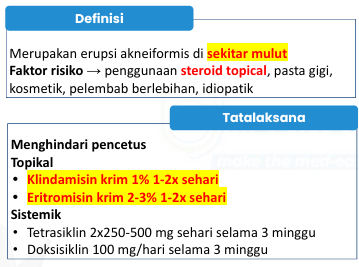 Definisi
Merupakan erupsi akneiformis di sekitar mulut
Faktor risiko → penggunaan steroid topical, pasta gigi,
kosmetik, pelembab berlebihan, idiopatik
Tatalaksana
Menghindari pencetus
Topikal
• Klindamisin krim 1% 1-2x sehari
• Eritromisin krim 2-3% 1-2x sehari
Sistemik
• Tetrasiklin 2x250-500 mg sehari selama 3 minggu
• Doksisiklin 100 mg/hari selama 3 minggu